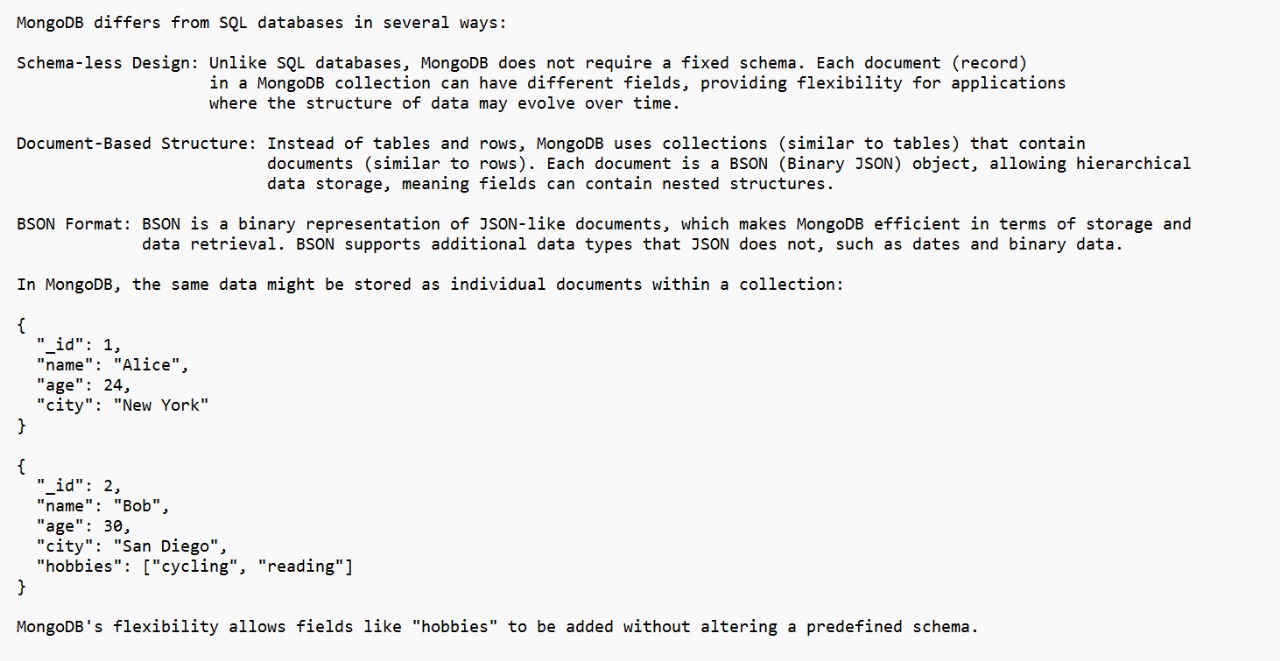 MongoDB differs from SQL databases in several ways:
Schema-less Design: Unlike SQL databases, MongoDB does not require a fixed schema. Each document (record)
in a MongoDB collection can have different fields, providing flexibility for applications
where the structure of data may evolve over time.
Document-Based Structure: Instead of tables and rows, MongoDB uses collections (similar to tables) that contain
documents (similar to rows). Each document is a BSON (Binary JSON) object, allowing hierarchical
data storage, meaning fields can contain nested structures.
BSON Format: BSON is a binary representation of JSON-like documents, which makes MongoDB efficient in terms of storage and
data retrieval. BSON supports additional data types that JSON does not, such as dates and binary data.
In MongoDB, the same data might be stored as individual documents within a collection:
{
"_id": 1,
"name": "Alice",
"age": 24,
"city": "New York"
}
{
"_id": 2,
"name": "Bob",
"age": 30,
"city": "San Diego",
"hobbies": ["cycling", "reading"]
}
MongoDB's flexibility allows fields like "hobbies" to be added without altering a predefined schema.